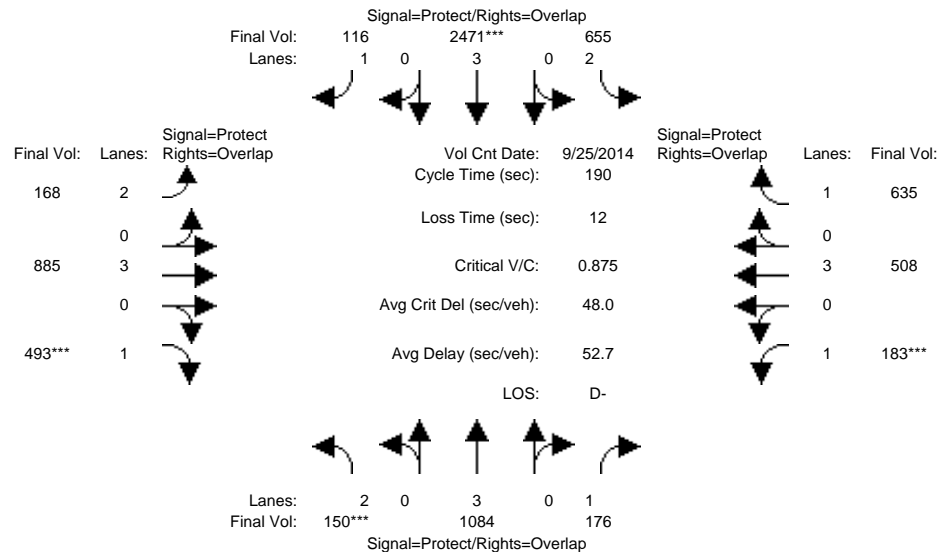 Signal=Protect/Rights=Overlap
Final Vol: 116 2471*** 655
Lanes: 1 0 3 0 2
Signal=Protect
Final Vol: Lanes: Rights=Overlap
Vol Cnt Date: 9/25/2014
Signal=Protect
Rights=Overlap Lanes: Final Vol:
Cycle Time (sec): 190
168 2
1 635
Loss Time (sec): 12
0
0
885 3
Critical V/C: 0.875
3 508
0
Avg Crit Del (sec/veh): 48.0
0
493*** 1
Avg Delay (sec/veh): 52.7
1 183***
LOS: D-
Lanes: 2 0 3 0 1
Final Vol: 150*** 1084 176
Signal=Protect/Rights=Overlap